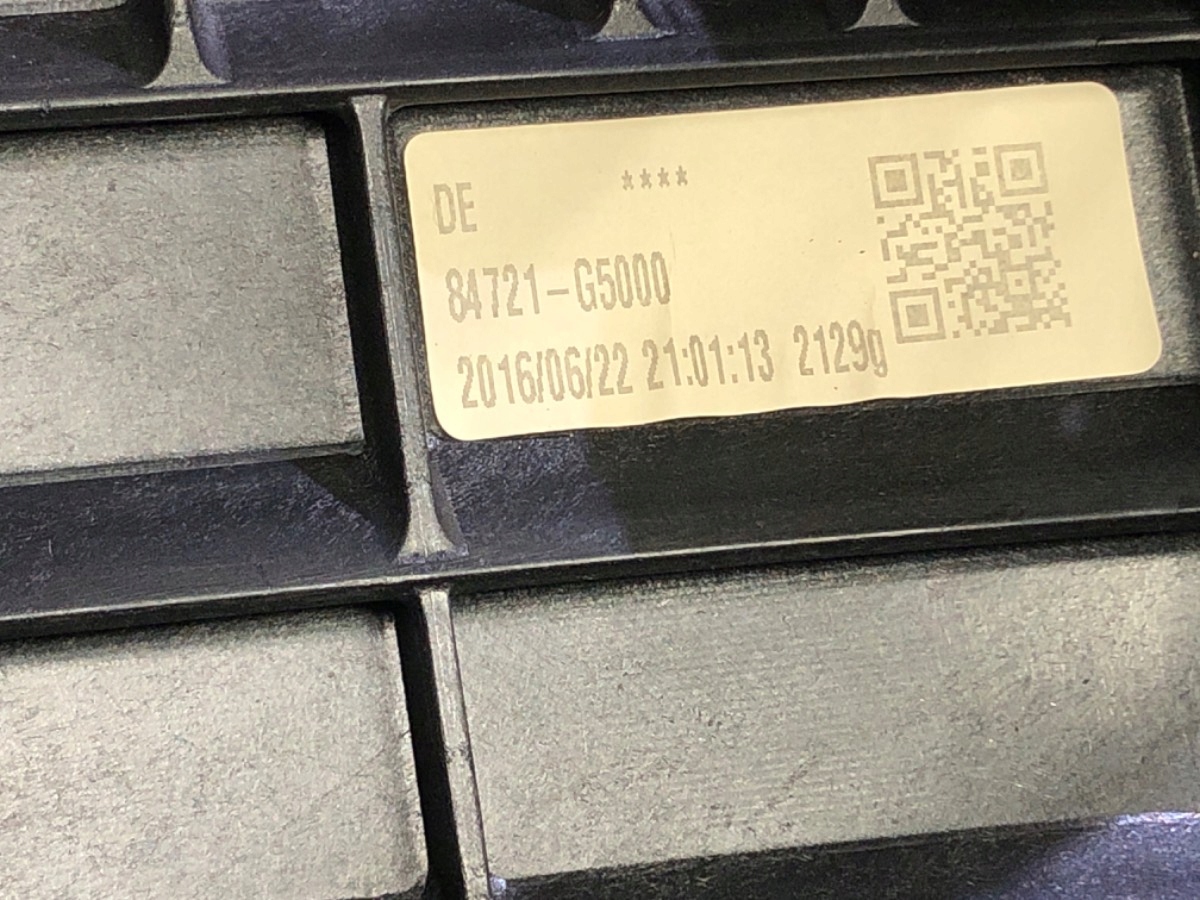 DE ****
84721-G5000
2016/06/22 21:01:13 2129g